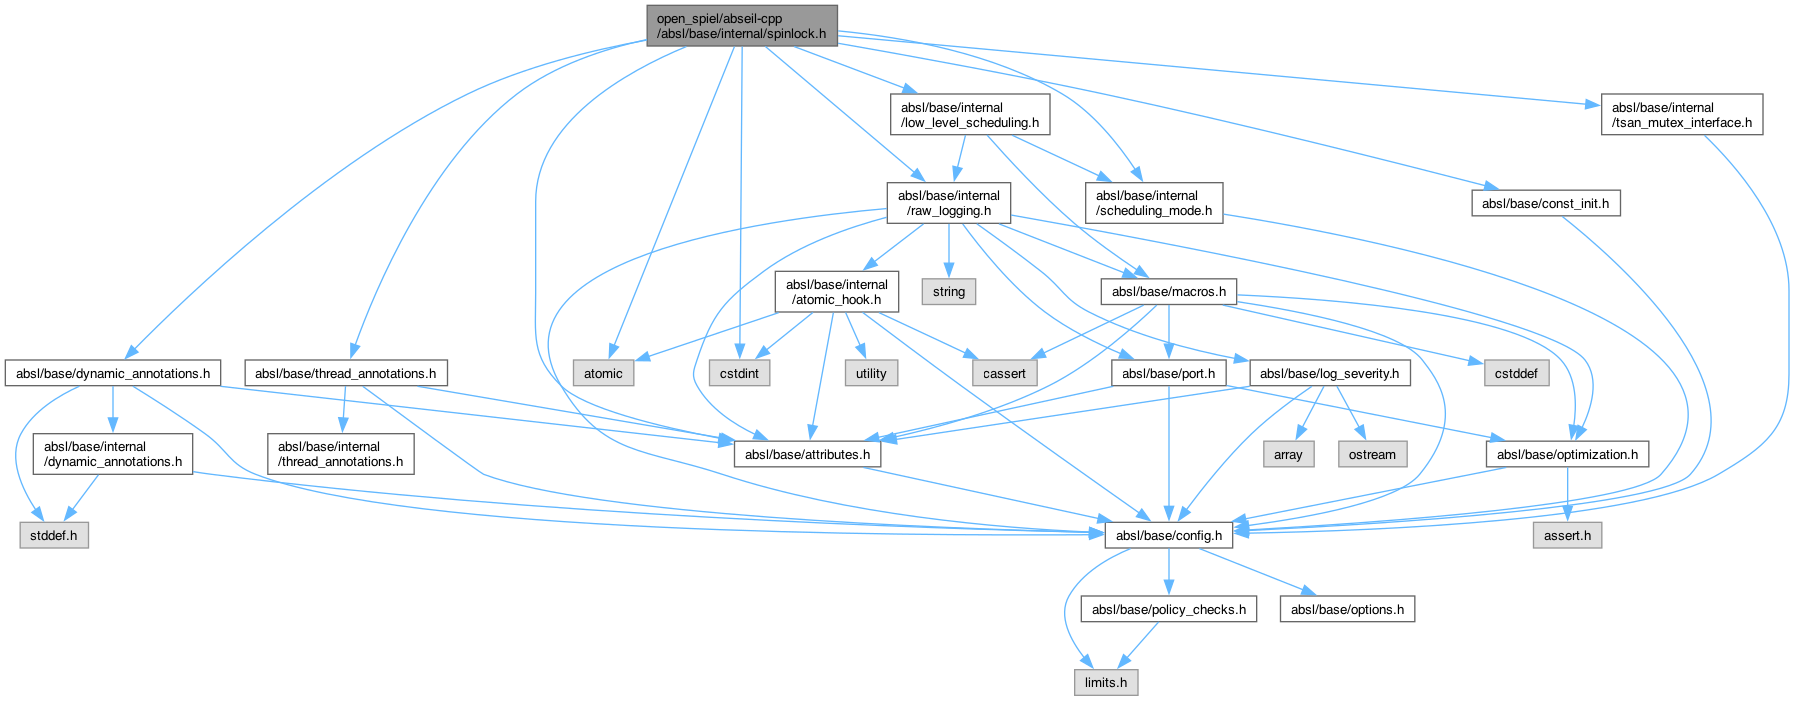 open_spiel/abseil-cpp
/absl/base/internal/spinlock.h
absl/base/internal
/low_level_scheduling.h
absl/base/internal
/tsan_mutex_interface.h
absl/base/internal
/raw_logging.h
absl/base/internal
/scheduling_mode.h
absl/base/const_init.h
absl/base/internal
/atomic_hook.h
string
absl/base/macros.h
absl/base/dynamic_annotations.h
absl/base/thread_annotations.h
atomic
cstdint
utility
cassert
absl/base/port.h
absl/base/log_severity.h
cstddef
absl/base/internal
/dynamic_annotations.h
absl/base/internal
/thread_annotations.h
absl/base/attributes.h
array
ostream
absl/base/optimization.h
stddef.h
absl/base/config.h
assert.h
absl/base/policy_checks.h
absl/base/options.h
limits.h